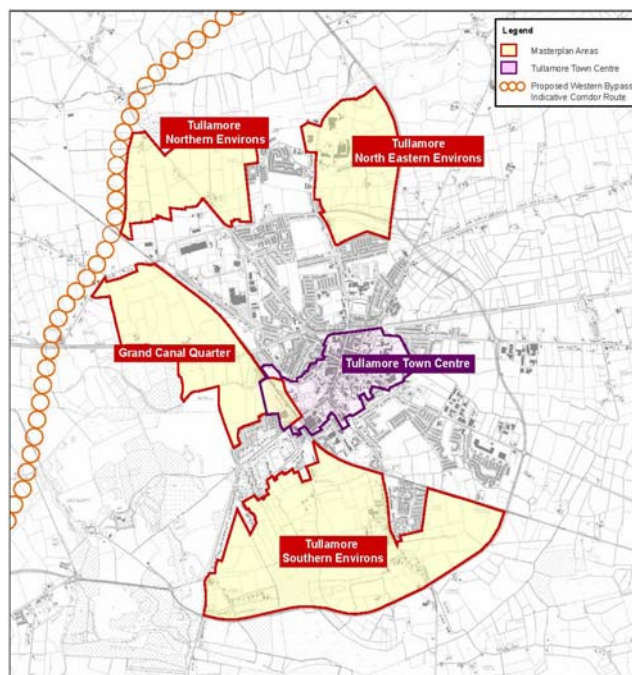 Legend
Masterplan Areas
Tullamore Town Centre
Proposed Western Bypass
Indicative Corridor Route
Tullamore
Northern Environs
Tullamore
North Eastern Environs
Grand Canal Quarter
Tullamore Town Centre
Tullamore
Southern Environs